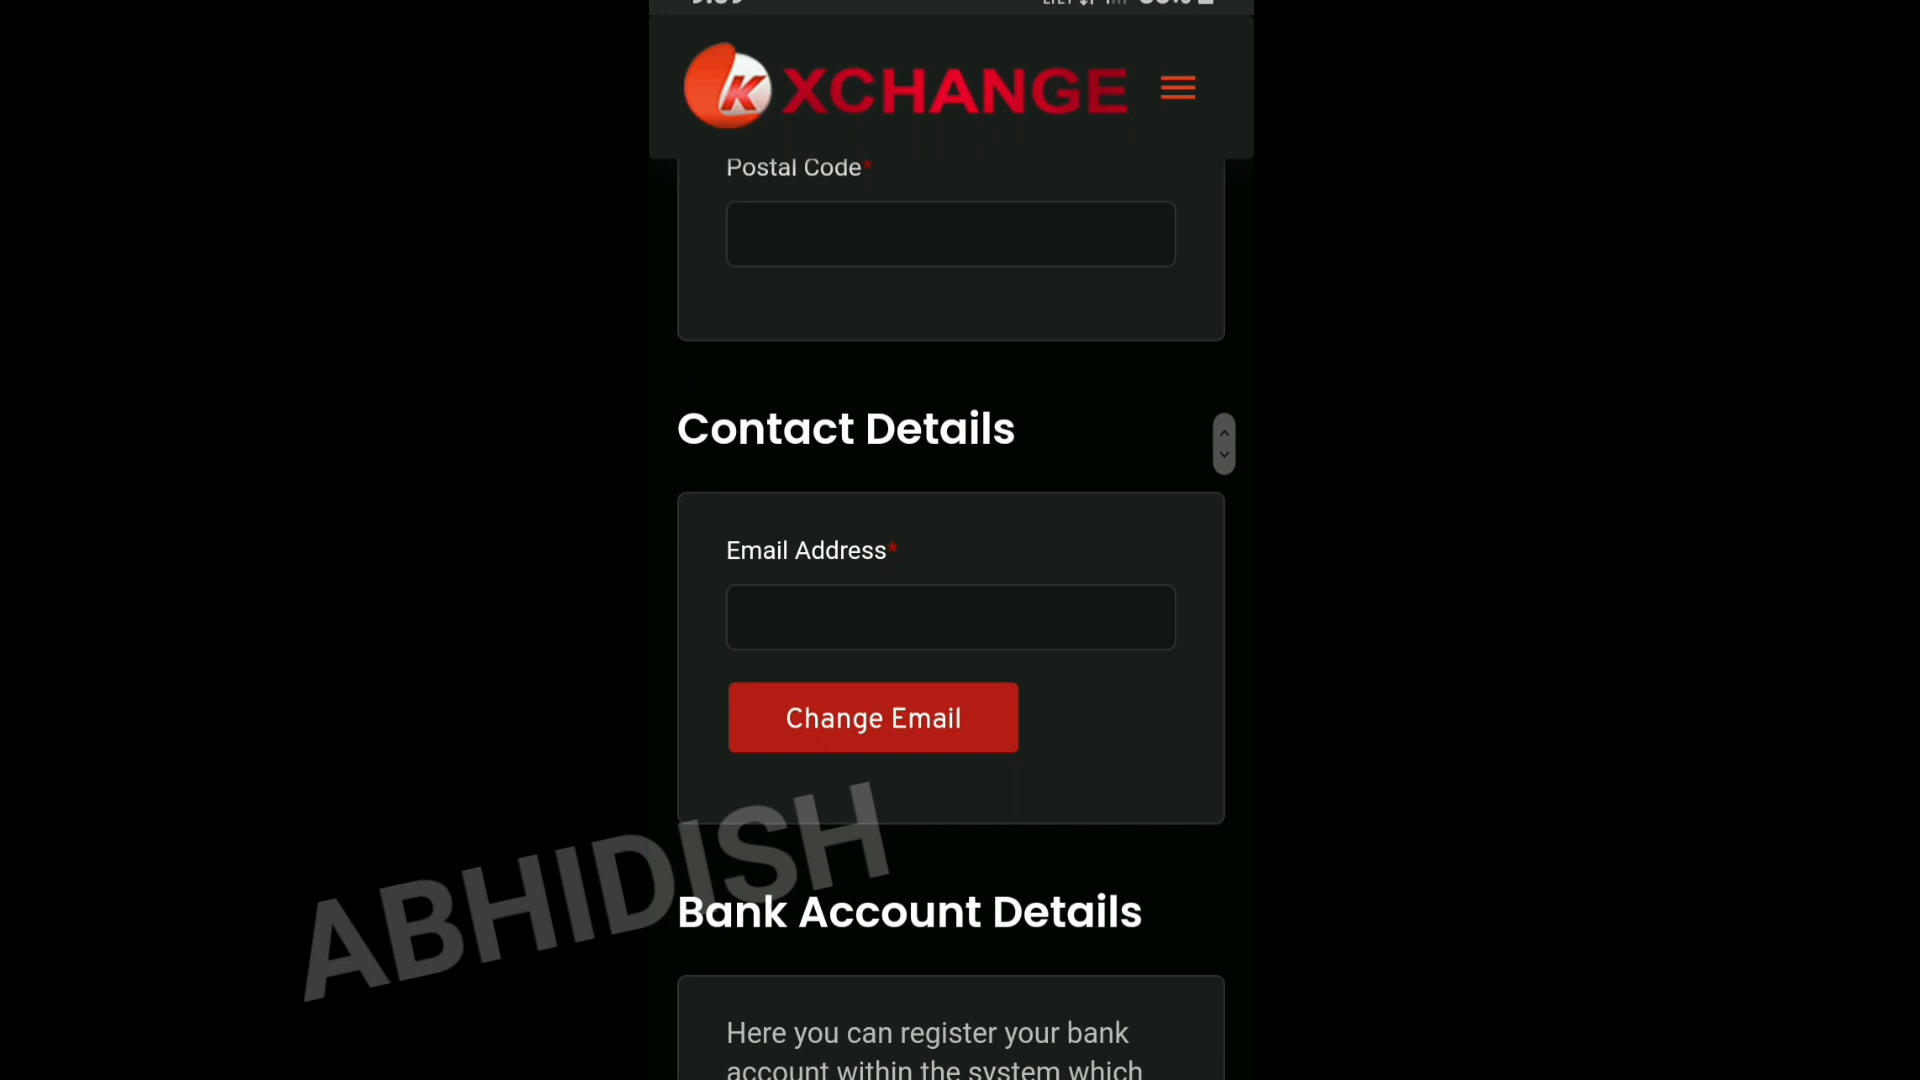 K XCHANGE
Postal Code*
Contact Details
Email Address*
Change Email
ABHIDISH
Bank Account Details
Here you can register your bank
account within the system which